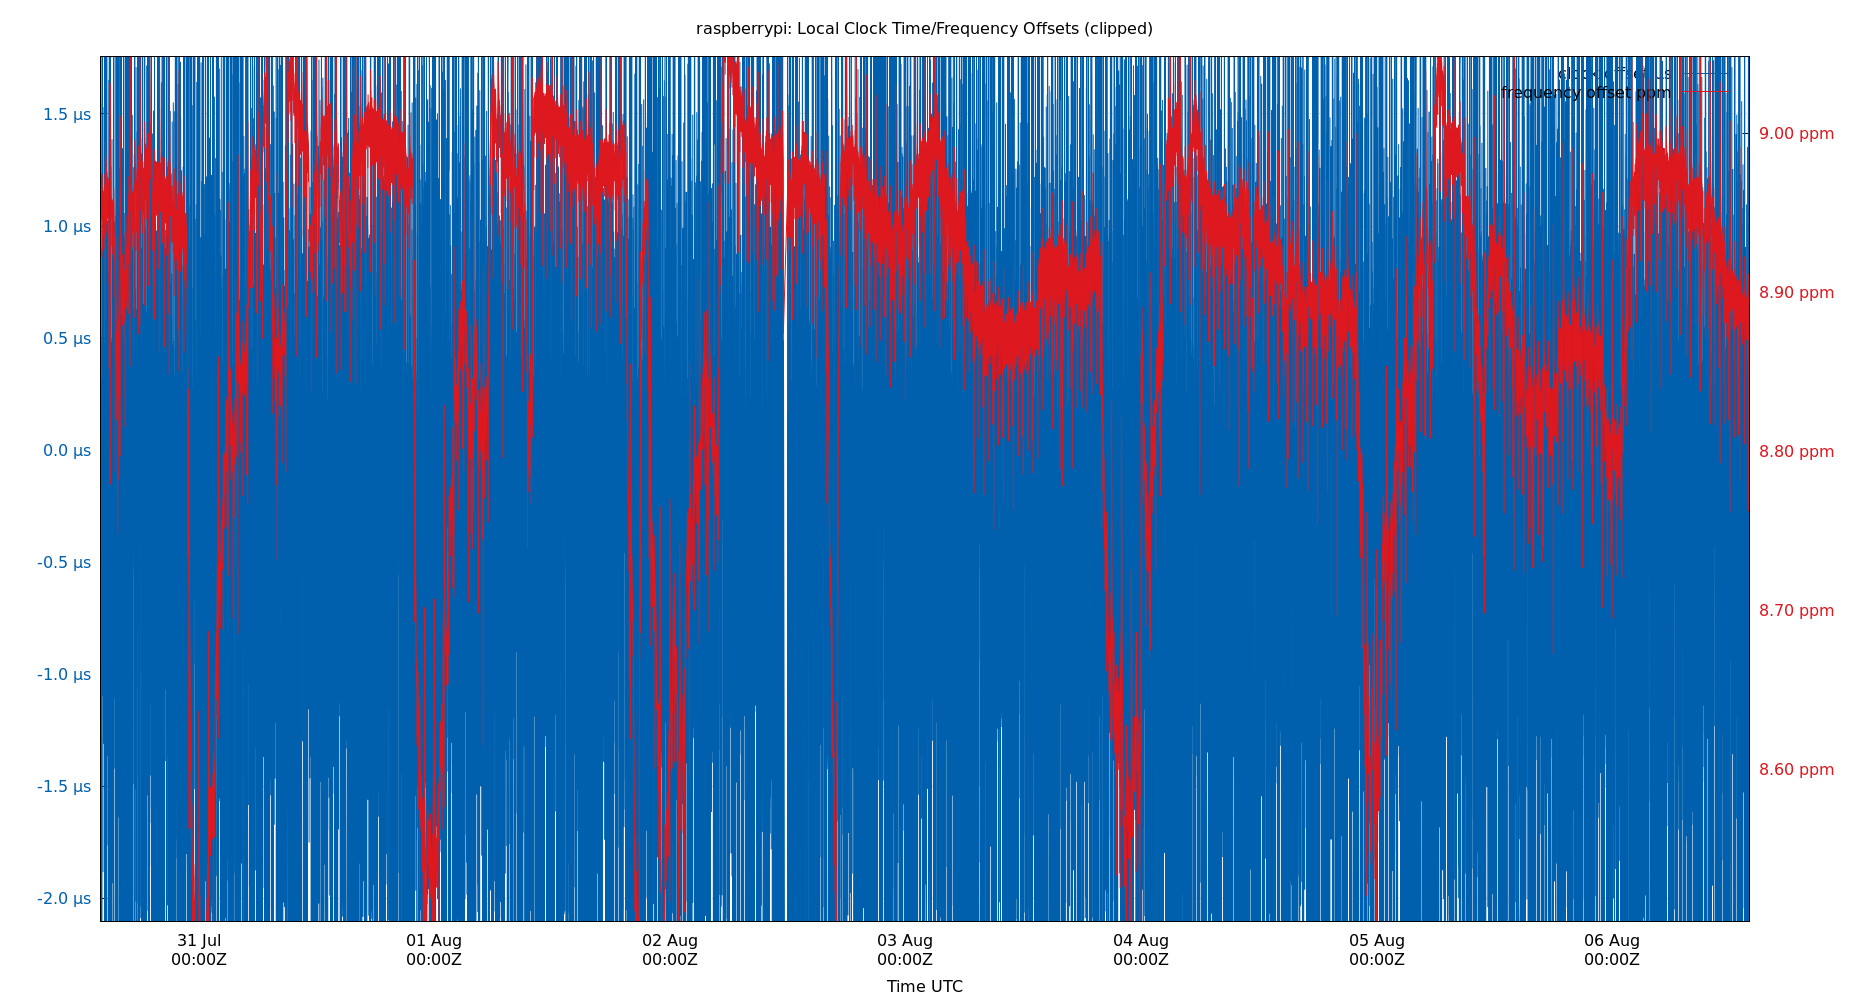 raspberrypi: Local Clock Time/Frequency Offsets (clipped)
clock offset µs
frequency offset ppm
1.5 µs
1.0 µs
0.5 µs
0.0 µs
-0.5 µs
-1.0 µs
-1.5 µs
-2.0 µs
9.00 ppm
8.90 ppm
8.80 ppm
8.70 ppm
8.60 ppm
31 Jul
00:00Z
01 Aug
00:00Z
02 Aug
00:00Z
03 Aug
00:00Z
04 Aug
00:00Z
05 Aug
00:00Z
06 Aug
00:00Z
Time UTC